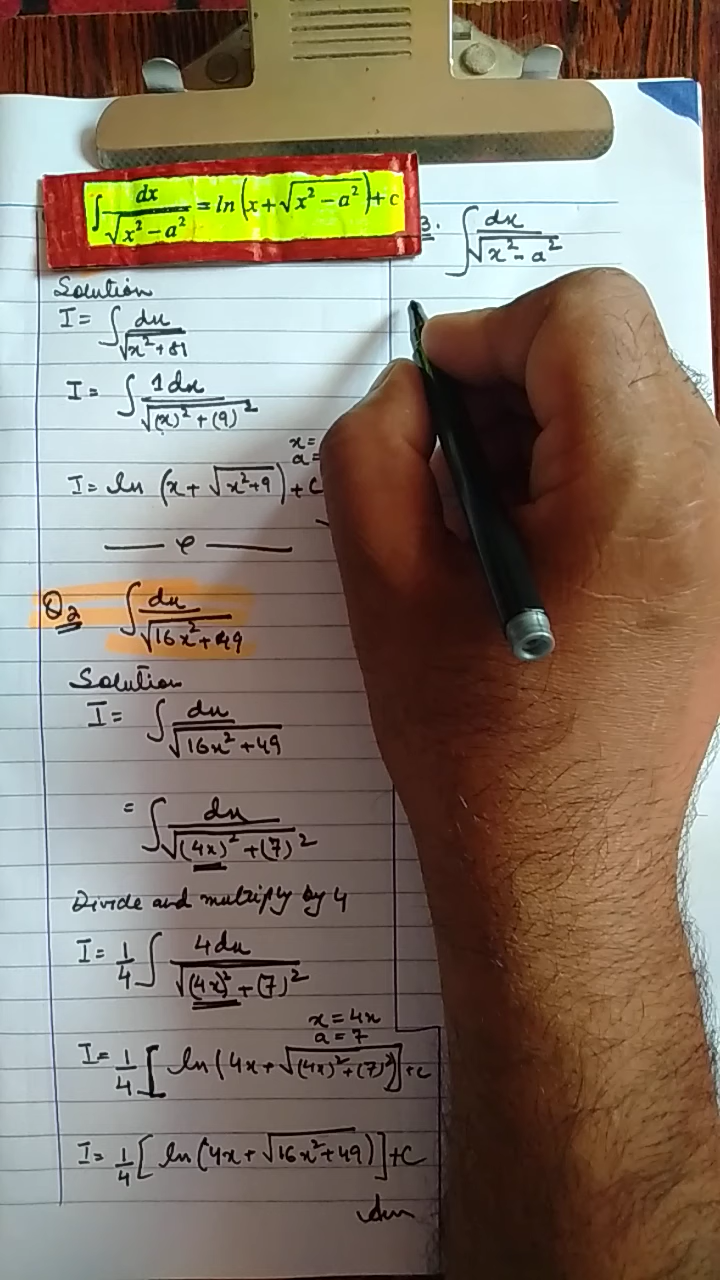 ∫ dx/√(x² − a²) = ln(x + √(x² − a²)) + c
Solution
I = ∫ dx/√(x² + 81)
I = ∫ 1dx/√((x)² + (9)²)
x =
a =
I = ln (x + √(x² + 9)) + C
Q2 ∫ dx/√(16x² + 49)
Solution
I = ∫ dx/√(16x² + 49)
= ∫ dx/√((4x)² + (7)²)
Divide and multiply by 4
I = 1/4 ∫ 4dx/√((4x)² + (7)²)
x = 4x
a = 7
I = 1/4 [ ln(4x + √((4x)² + (7)²)] + c
I = 1/4 [ ln(4x + √(16x² + 49)) ] + C
3. ∫ dx/√(x² − a²)